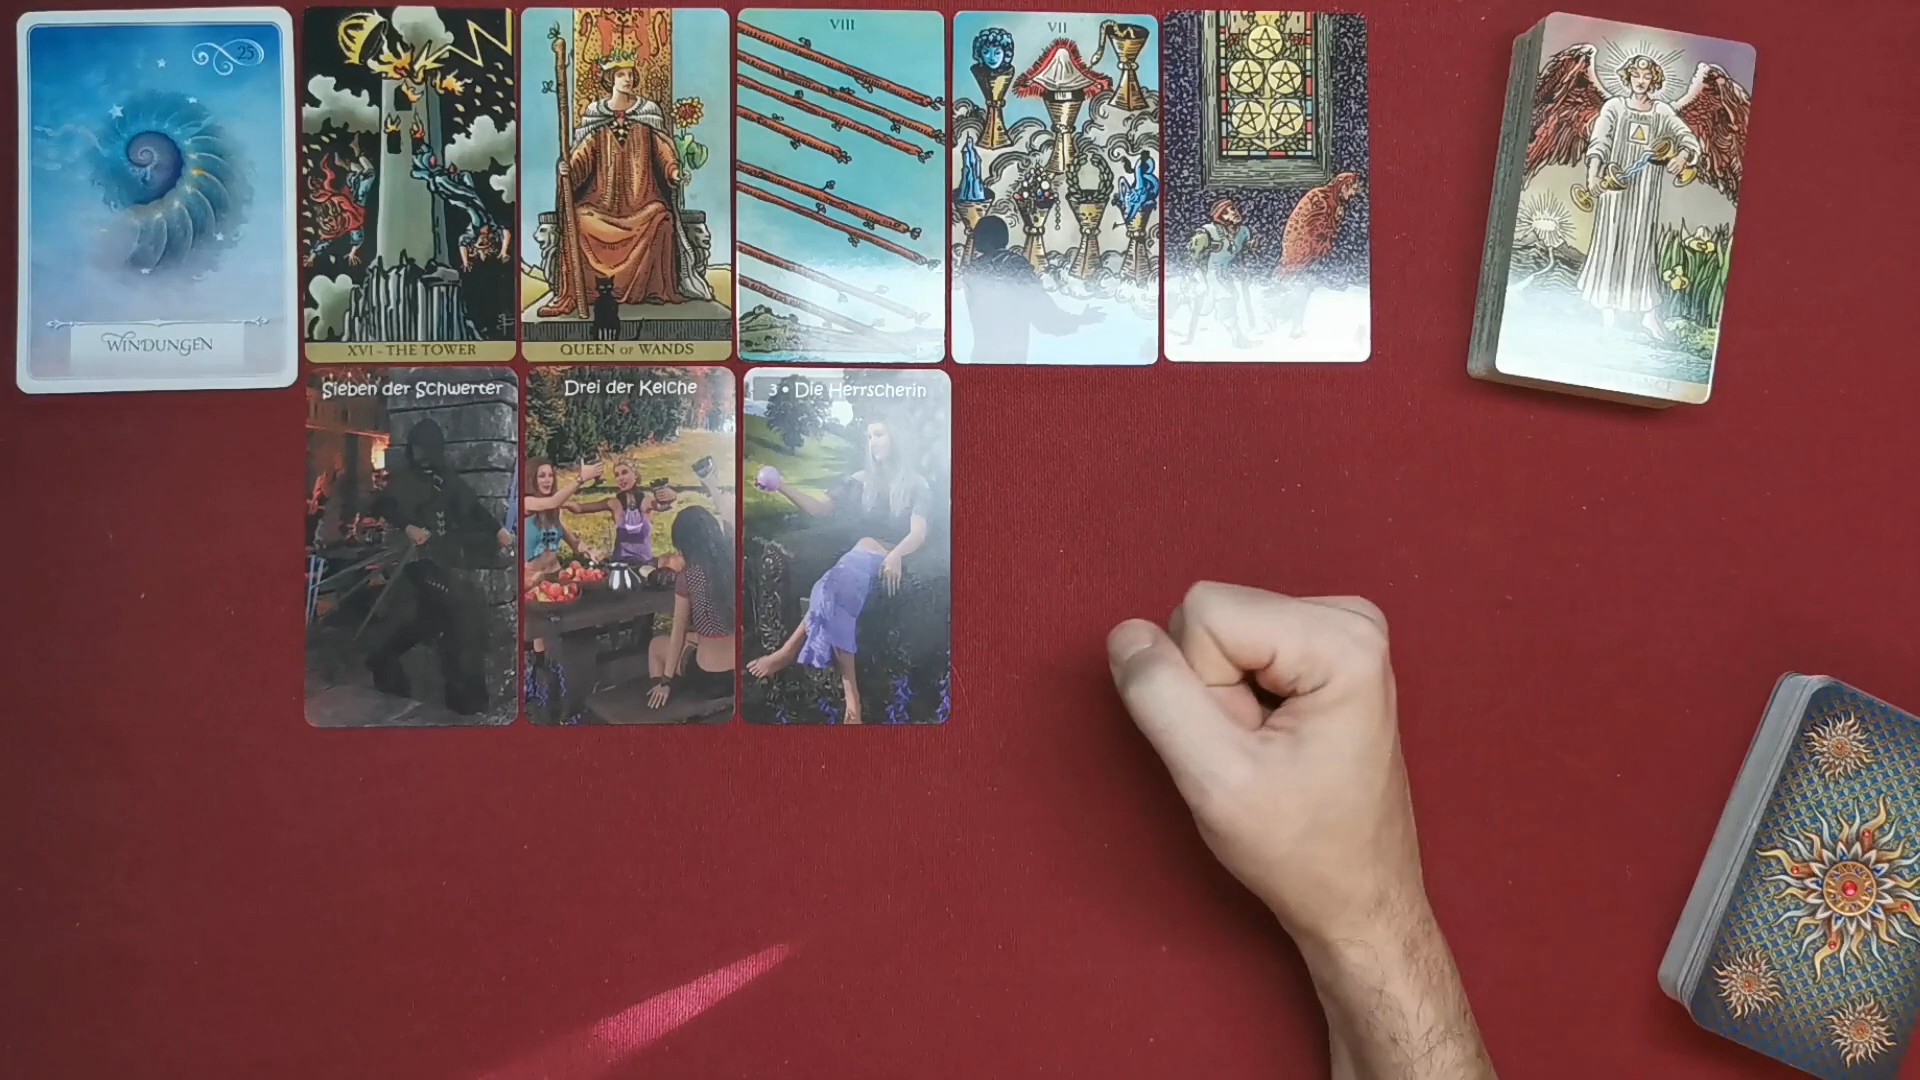 25
WINDUNGEN
XVI - THE TOWER
QUEEN OF WANDS
VIII
VII
V
Sieben der Schwerter
Drei der Kelche
3 • Die Herrscherin